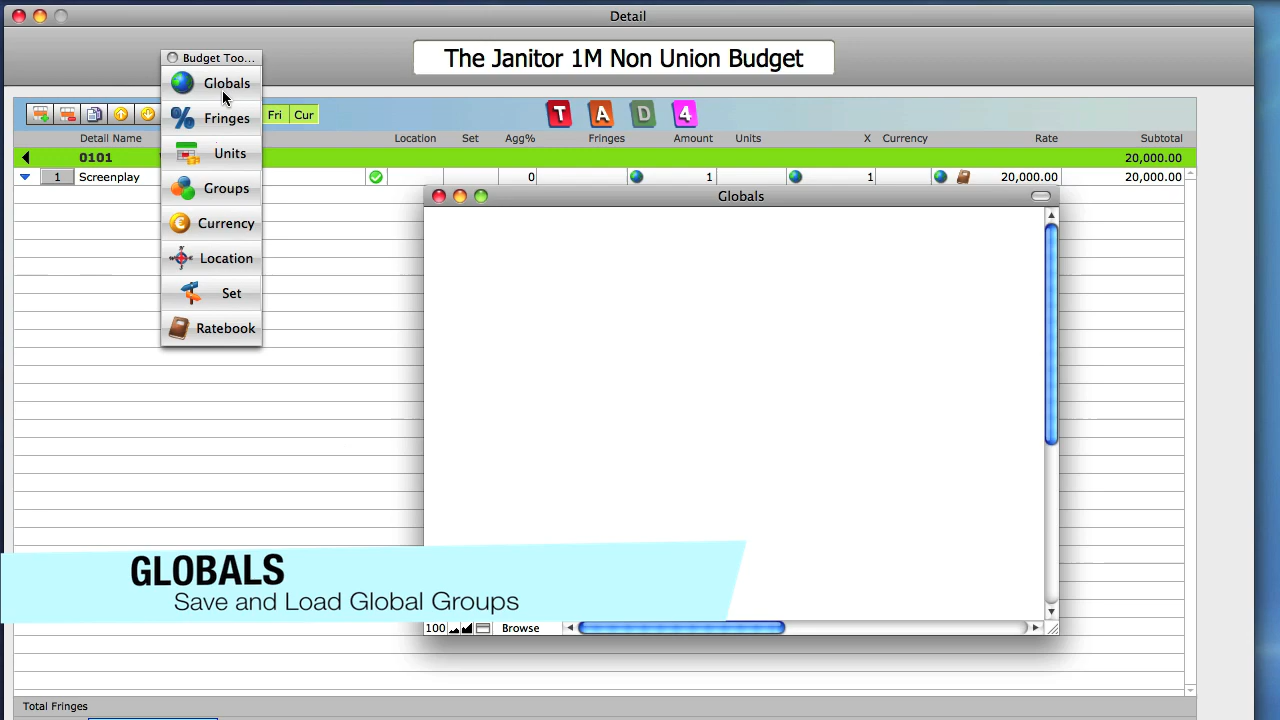 Detail
Budget Too...
The Janitor 1M Non Union Budget
Globals
Fringes
Units
Groups
Currency
Location
Set
Ratebook
Fri Cur
T A D 4
Detail Name Location Set Agg% Fringes Amount Units X Currency Rate Subtotal
0101 20,000.00
1 Screenplay 0 1 1 20,000.00 20,000.00
Globals
GLOBALS
Save and Load Global Groups
100 Browse
Total Fringes